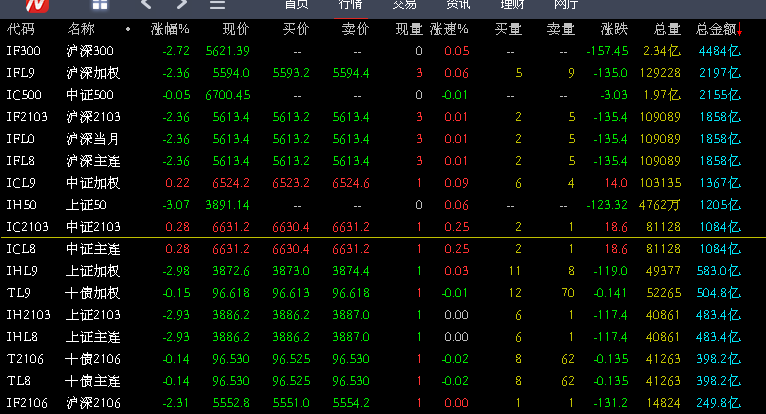 首页 行情 交易 资讯 理财 网厅
代码 名称 涨幅% 现价 买价 卖价 现量 涨速% 买量 卖量 涨跌 总量 总金额↓
IF300 沪深300 -2.72 5621.39 -- -- 0 0.05 -- -- -157.45 2.34亿 4484亿
IFL9 沪深加权 -2.36 5594.0 5593.2 5594.4 3 0.06 5 9 -135.0 129228 2197亿
IC500 中证500 -0.05 6700.45 -- -- 0 -0.01 -- -- -3.03 1.97亿 2155亿
IF2103 沪深2103 -2.36 5613.4 5613.2 5613.4 3 0.01 2 5 -135.4 109089 1858亿
IFL0 沪深当月 -2.36 5613.4 5613.2 5613.4 3 0.01 2 5 -135.4 109089 1858亿
IFL8 沪深主连 -2.36 5613.4 5613.2 5613.4 3 0.01 2 5 -135.4 109089 1858亿
ICL9 中证加权 0.22 6524.2 6523.2 6524.6 1 0.09 6 4 14.0 103135 1367亿
IH50 上证50 -3.07 3891.14 -- -- 0 0.06 -- -- -123.32 4762万 1205亿
IC2103 中证2103 0.28 6631.2 6630.4 6631.2 1 0.25 2 1 18.6 81128 1084亿
ICL8 中证主连 0.28 6631.2 6630.4 6631.2 1 0.25 2 1 18.6 81128 1084亿
IHL9 上证加权 -2.98 3872.6 3873.0 3874.4 1 0.03 11 8 -119.0 49377 583.0亿
TL9 十债加权 -0.15 96.618 96.613 96.618 1 -0.01 12 70 -0.141 52265 504.8亿
IH2103 上证2103 -2.93 3886.2 3886.2 3887.0 1 0.00 6 1 -117.4 40861 483.4亿
IHL8 上证主连 -2.93 3886.2 3886.2 3887.0 1 0.00 6 1 -117.4 40861 483.4亿
T2106 十债2106 -0.14 96.530 96.525 96.530 1 -0.02 8 62 -0.135 41263 398.2亿
TL8 十债主连 -0.14 96.530 96.525 96.530 1 -0.02 8 62 -0.135 41263 398.2亿
IF2106 沪深2106 -2.31 5552.8 5551.0 5554.2 1 0.00 1 1 -131.2 14824 249.8亿